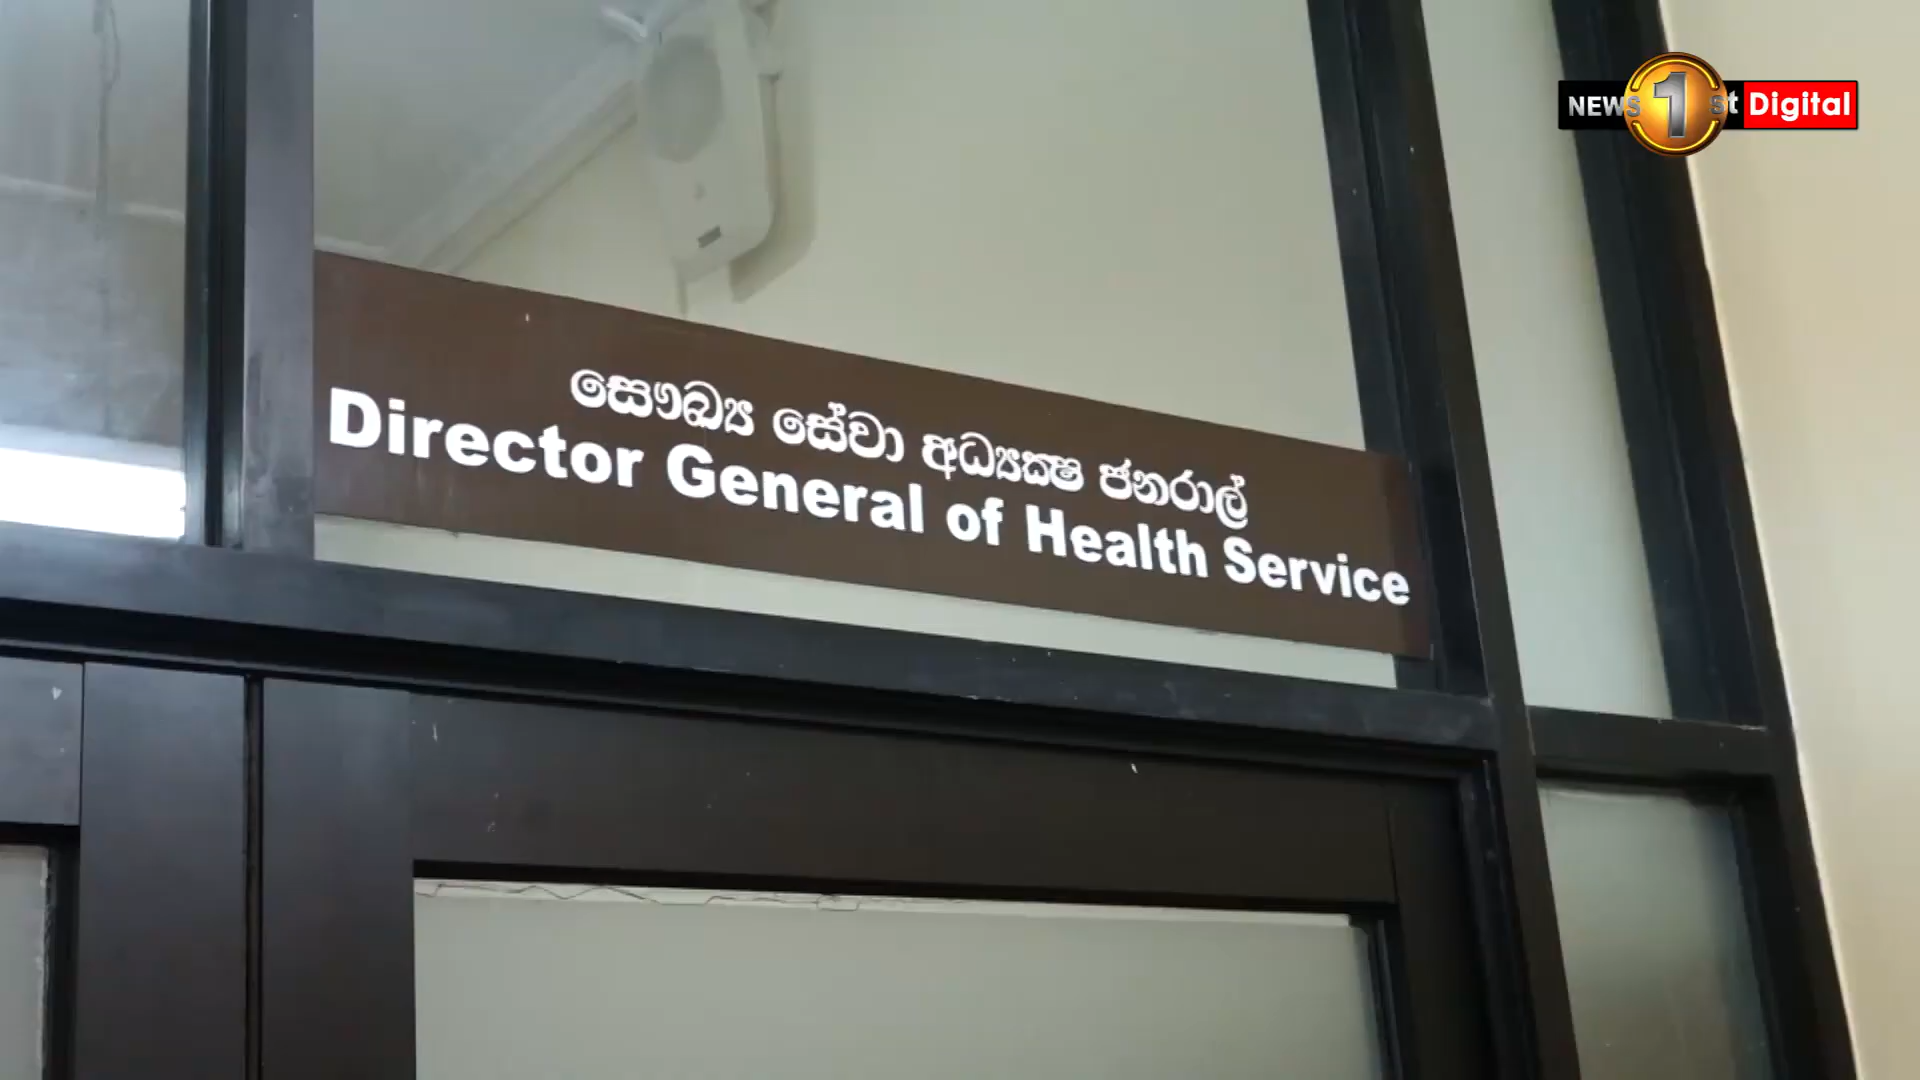 NEWS 1st Digital
සෞඛ්‍ය සේවා අධ්‍යක්ෂ ජනරාල්
Director General of Health Service